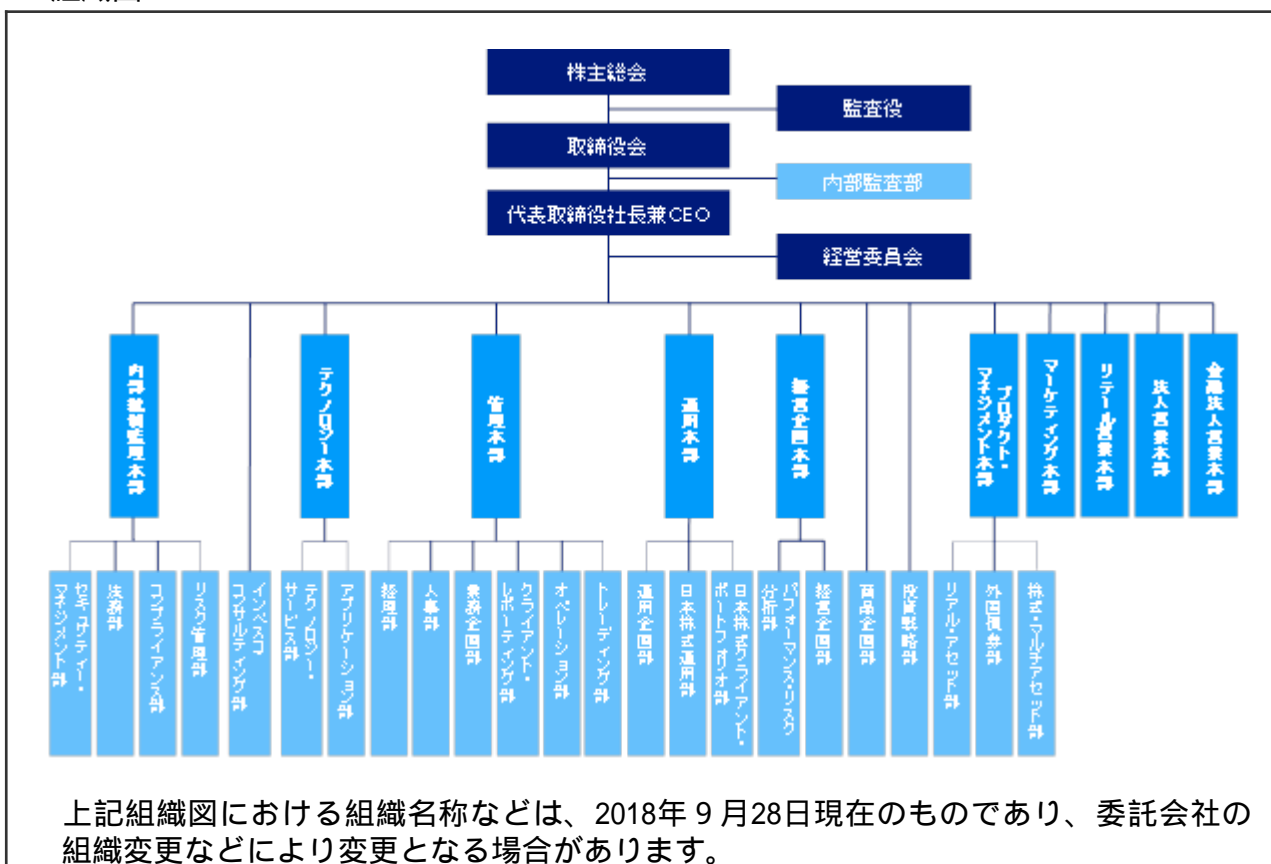 株主総会
監査役
取締役会
内部監査部
代表取締役社長兼CEO
経営委員会
内部統制監理本部
テクノロジー本部
管理本部
運用本部
経営企画本部
プロダクト・
マネジメント本部
マーケティング本部
リテール営業本部
法人営業本部
金融法人営業本部
セキュリティー・
マネジメント部
法務部
コンプライアンス部
リスク管理部
インベスコ
コンサルティング部
テクノロジー・
サービス部
アプリケーション部
経理部
人事部
業務企画部
クライアント・
レポーティング部
オペレーション部
トレーディング部
運用企画部
日本株式運用部
日本株式クライアント・
ポートフォリオ部
パフォーマンス・リスク
分析部
経営企画部
商品企画部
投資戦略部
リアル・アセット部
外国債券部
株式・マルチアセット部
上記組織図における組織名称などは、2018年9月28日現在のものであり、委託会社の
組織変更などにより変更となる場合があります。